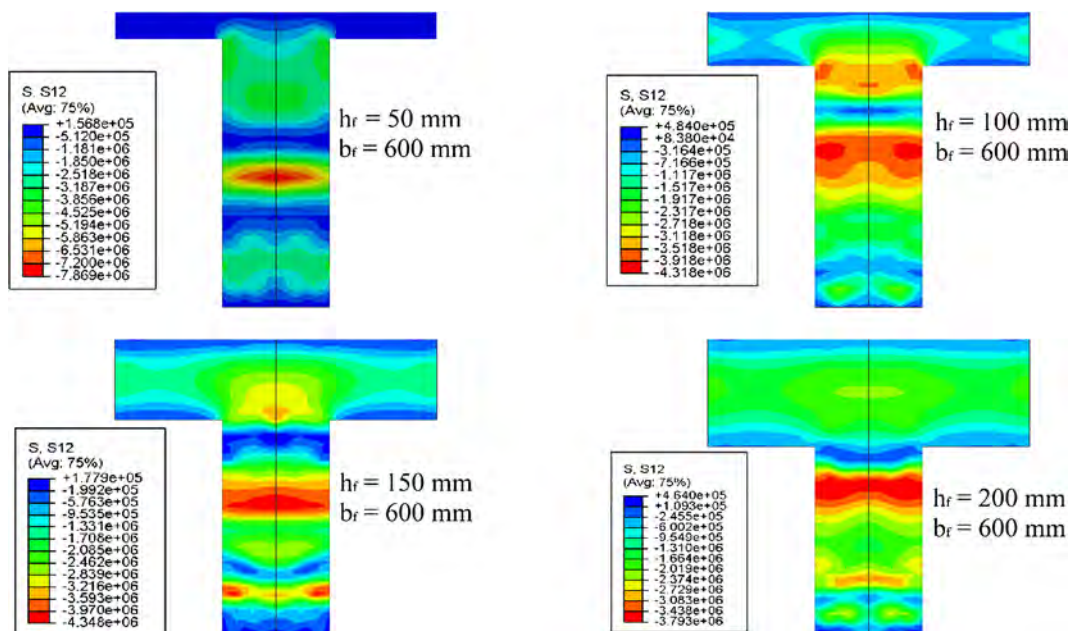 S, S12
(Avg: 75%)
+1.568e+05
-5.120e+05
-1.181e+06
-1.850e+06
-2.518e+06
-3.187e+06
-3.856e+06
-4.525e+06
-5.194e+06
-5.863e+06
-6.531e+06
-7.200e+06
-7.869e+06
hf = 50 mm
bf = 600 mm
S, S12
(Avg: 75%)
+4.840e+05
+8.380e+04
-3.164e+05
-7.166e+05
-1.117e+06
-1.517e+06
-1.917e+06
-2.317e+06
-2.718e+06
-3.118e+06
-3.518e+06
-3.918e+06
-4.318e+06
hf = 100 mm
bf = 600 mm
S, S12
(Avg: 75%)
+1.779e+05
-1.992e+05
-5.763e+05
-9.535e+05
-1.331e+06
-1.708e+06
-2.085e+06
-2.462e+06
-2.839e+06
-3.216e+06
-3.593e+06
-3.970e+06
-4.348e+06
hf = 150 mm
bf = 600 mm
S, S12
(Avg: 75%)
+4.640e+05
+1.093e+05
-2.455e+05
-6.002e+05
-9.549e+05
-1.310e+06
-1.664e+06
-2.019e+06
-2.374e+06
-2.729e+06
-3.083e+06
-3.438e+06
-3.793e+06
hf = 200 mm
bf = 600 mm